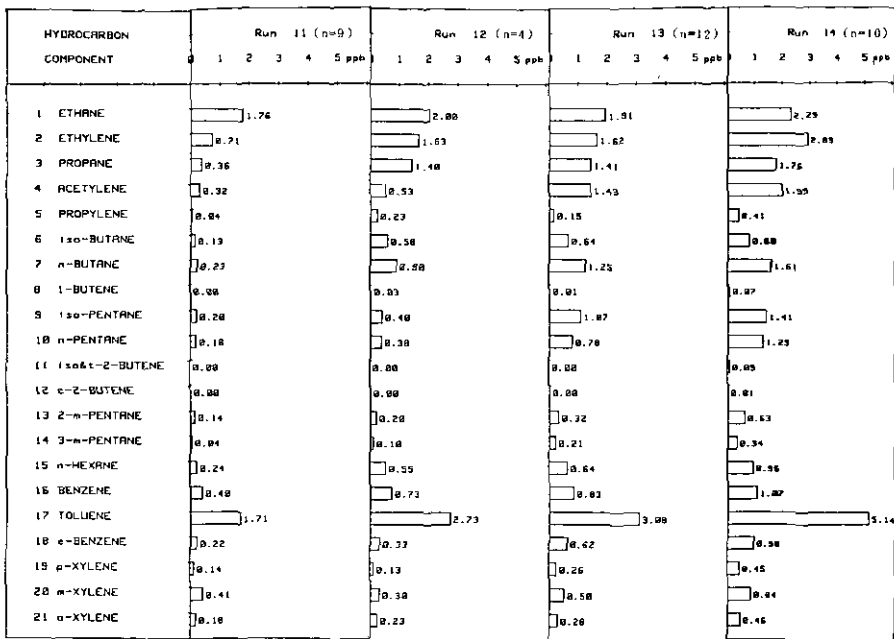 HYDROCARBON Run 11 (n=9) Run 12 (n=4) Run 13 (n=12) Run 14 (n=10)
COMPONENT 0 1 2 3 4 5 ppb 0 1 2 3 4 5 ppb 0 1 2 3 4 5 ppb 0 1 2 3 4 5 ppb
1 ETHANE 1.76 2.00 1.91 2.29
2 ETHYLENE 0.71 1.63 1.62 2.89
3 PROPANE 0.36 1.40 1.41 1.76
4 ACETYLENE 0.32 0.53 1.43 1.99
5 PROPYLENE 0.04 0.23 0.15 0.41
6 iso-BUTANE 0.13 0.58 0.64 0.80
7 n-BUTANE 0.23 0.90 1.25 1.61
8 1-BUTENE 0.00 0.03 0.01 0.07
9 iso-PENTANE 0.20 0.40 1.07 1.41
10 n-PENTANE 0.18 0.38 0.78 1.29
11 iso&t-2-BUTENE 0.00 0.00 0.00 0.09
12 c-2-BUTENE 0.00 0.00 0.00 0.01
13 2-m-PENTANE 0.14 0.20 0.32 0.63
14 3-m-PENTANE 0.04 0.10 0.21 0.34
15 n-HEXANE 0.24 0.55 0.64 0.96
16 BENZENE 0.40 0.73 0.83 1.07
17 TOLUENE 1.71 2.73 3.08 5.14
18 e-BENZENE 0.22 0.33 0.62 0.98
19 p-XYLENE 0.14 0.13 0.26 0.45
20 m-XYLENE 0.41 0.30 0.50 0.84
21 o-XYLENE 0.18 0.23 0.28 0.46